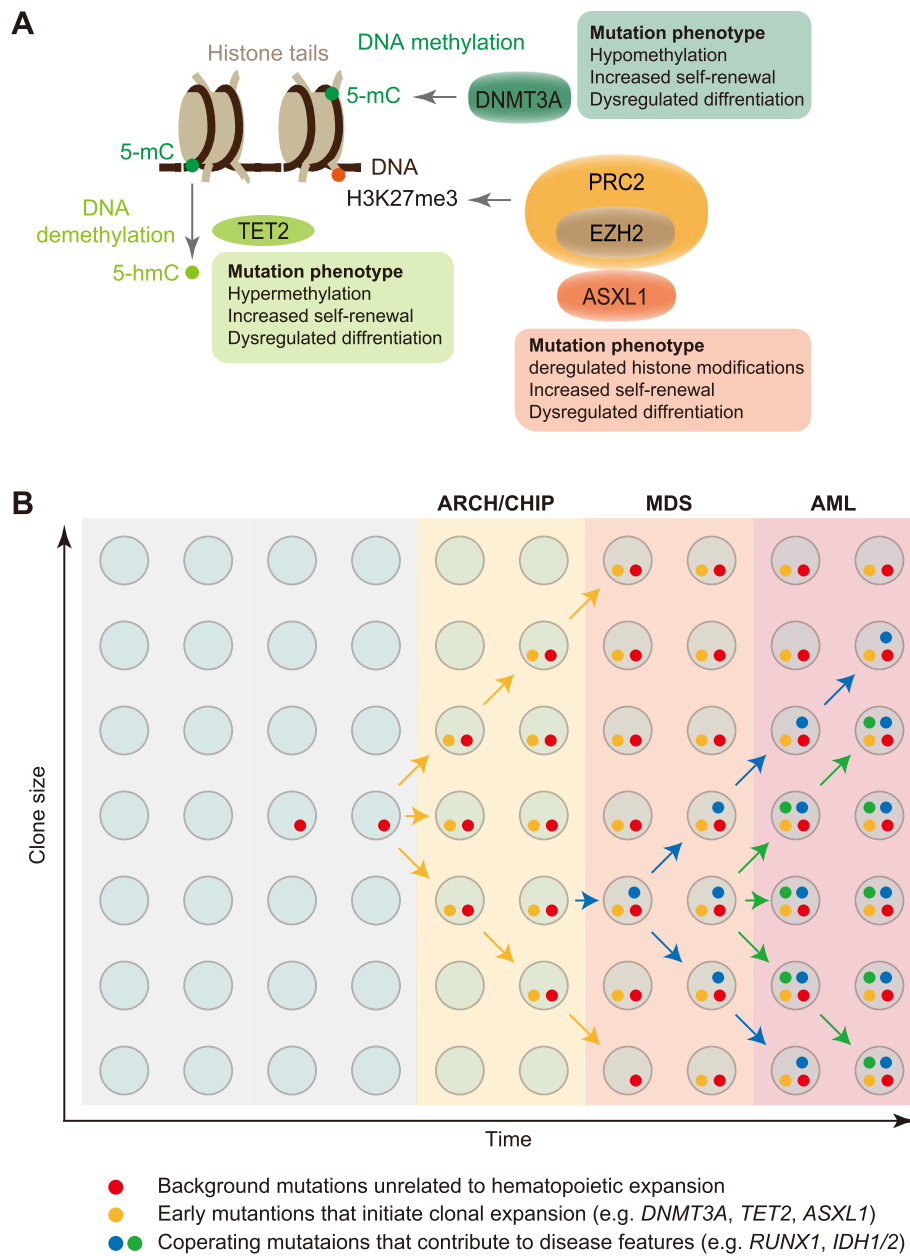 A
Histone tails
DNA methylation
Mutation phenotype
Hypomethylation
Increased self-renewal
Dysregulated diffrentiation
5-mC
DNMT3A
5-mC
DNA
H3K27me3
PRC2
EZH2
ASXL1
DNA
demethylation
TET2
5-hmC
Mutation phenotype
Hypermethylation
Increased self-renewal
Dysregulated diffrentiation
Mutation phenotype
deregulated histone modifications
Increased self-renewal
Dysregulated diffrentiation
B
ARCH/CHIP
MDS
AML
Clone size
Time
Background mutations unrelated to hematopoietic expansion
Early mutantions that initiate clonal expansion (e.g. DNMT3A, TET2, ASXL1)
Coperating mutataions that contribute to disease features (e.g. RUNX1, IDH1/2)